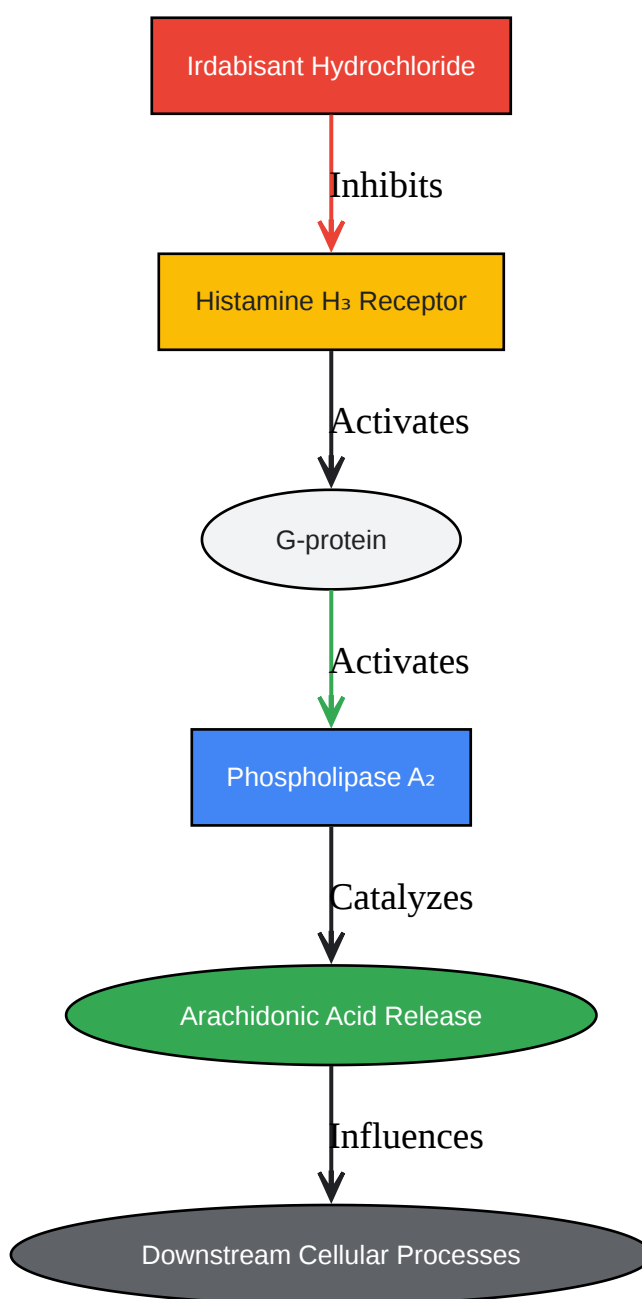 Irdabisant Hydrochloride
Inhibits
Histamine H₃ Receptor
Activates
G-protein
Activates
Phospholipase A₂
Catalyzes
Arachidonic Acid Release
Influences
Downstream Cellular Processes